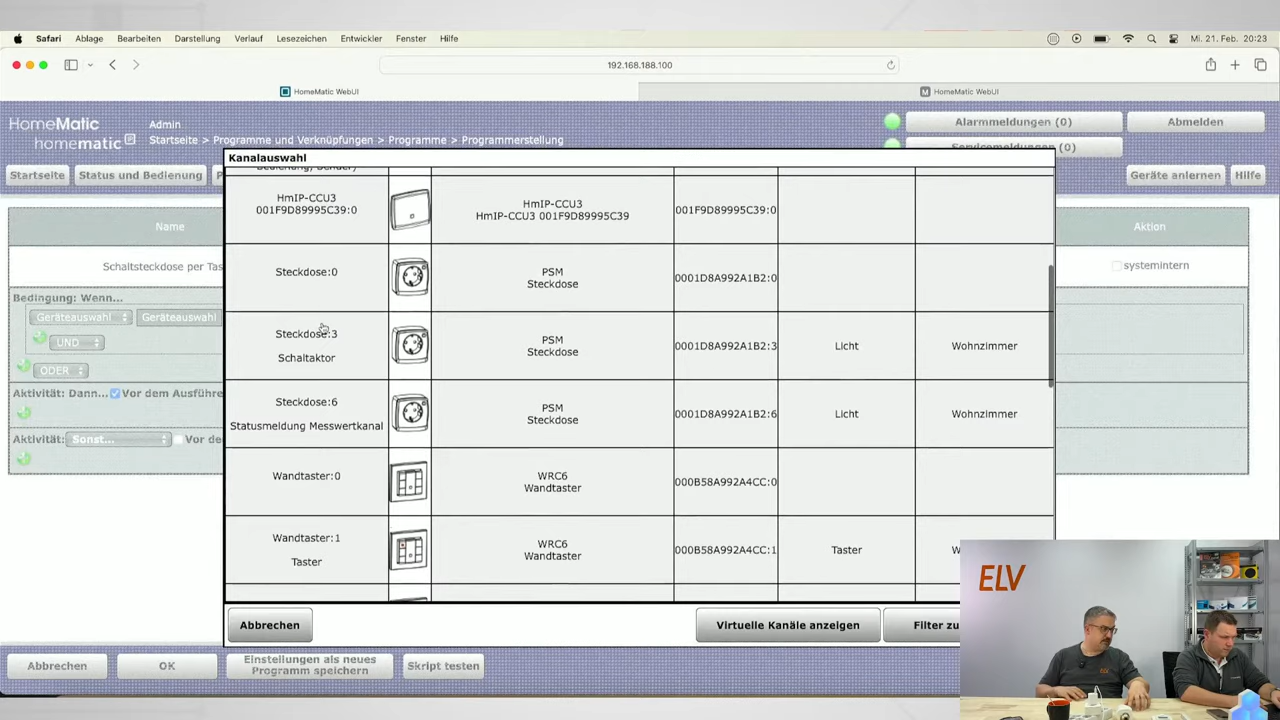 Safari Ablage Bearbeiten Darstellung Verlauf Lesezeichen Entwickler Fenster Hilfe Mi. 21. Feb. 20:23
192.168.188.100
HomeMatic WebUI HomeMatic WebUI
HomeMatic
homematic
Admin
Startseite > Programme und Verknüpfungen > Programme > Programmerstellung
Alarmmeldungen (0) Abmelden
Servicemeldungen (0)
Startseite Status und Bedienung P Geräte anlernen Hilfe
Kanalauswahl
Name Aktion
HmIP-CCU3
001F9D89995C39:0
HmIP-CCU3
HmIP-CCU3 001F9D89995C39
001F9D89995C39:0
Schaltsteckdose per Tas systemintern
Steckdose:0
PSM
Steckdose
0001D8A992A1B2:0
Bedingung: Wenn...
Geräteauswahl Geräteauswahl
UND
ODER
Steckdose:3
Schaltaktor
PSM
Steckdose
0001D8A992A1B2:3 Licht Wohnzimmer
Aktivität: Dann... Vor dem Ausführe
Steckdose:6
Statusmeldung Messwertkanal
PSM
Steckdose
0001D8A992A1B2:6 Licht Wohnzimmer
Aktivität: Sonst... Vor de
Wandtaster:0
WRC6
Wandtaster
000B58A992A4CC:0
Wandtaster:1
Taster
WRC6
Wandtaster
000B58A992A4CC:1 Taster W
Abbrechen Virtuelle Kanäle anzeigen Filter zu
Abbrechen OK Einstellungen als neues
Programm speichern Skript testen
ELV